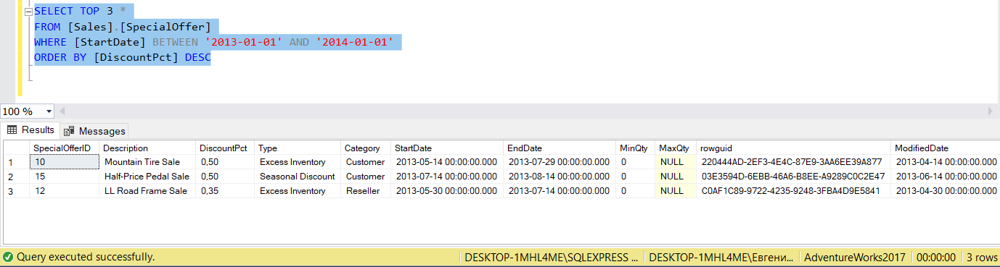 SELECT TOP 3 *
FROM [Sales].[SpecialOffer]
WHERE [StartDate] BETWEEN '2013-01-01' AND '2014-01-01'
ORDER BY [DiscountPct] DESC
100 %
Results Messages
SpecialOfferID Description DiscountPct Type Category StartDate EndDate MinQty MaxQty rowguid ModifiedDate
1 10 Mountain Tire Sale 0,50 Excess Inventory Customer 2013-05-14 00:00:00.000 2013-07-29 00:00:00.000 0 NULL 220444AD-2EF3-4E4C-87E9-3AA6EE39A877 2013-04-14 00:00:00.000
2 15 Half-Price Pedal Sale 0,50 Seasonal Discount Customer 2013-07-14 00:00:00.000 2013-08-14 00:00:00.000 0 NULL 03E3594D-6EBB-46A6-B8EE-A9289C0C2E47 2013-06-14 00:00:00.000
3 12 LL Road Frame Sale 0,35 Excess Inventory Reseller 2013-05-30 00:00:00.000 2013-07-14 00:00:00.000 0 NULL C0AF1C89-9722-4235-9248-3FBA4D9E5841 2013-04-30 00:00:00.000
Query executed successfully. DESKTOP-1MHL4ME\SQLEXPRESS ... DESKTOP-1MHL4ME\Евгени... AdventureWorks2017 00:00:00 3 rows